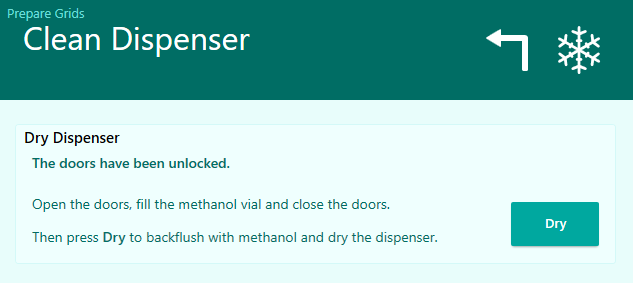 Prepare Grids
Clean Dispenser
Dry Dispenser
The doors have been unlocked.
Open the doors, fill the methanol vial and close the doors.
Then press Dry to backflush with methanol and dry the dispenser.
Dry